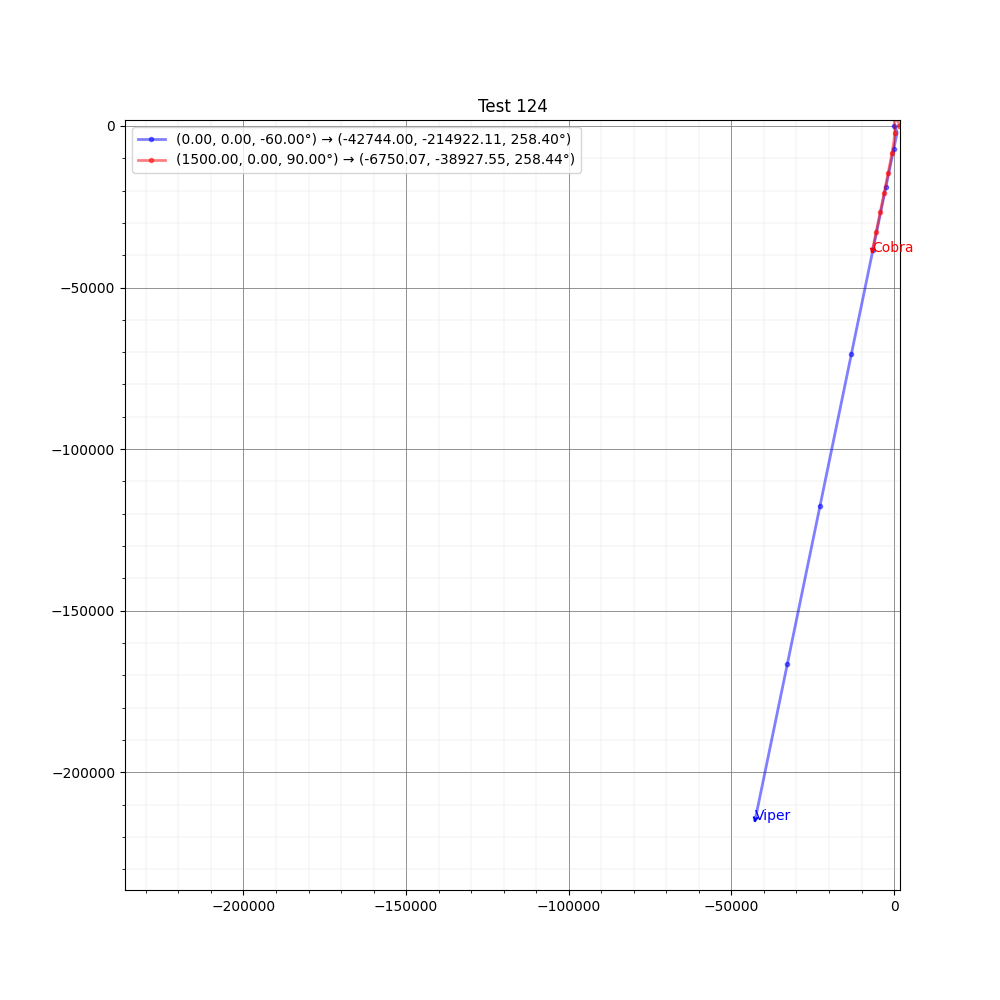 Test 124
(0.00, 0.00, -60.00°) → (-42744.00, -214922.11, 258.40°)
(1500.00, 0.00, 90.00°) → (-6750.07, -38927.55, 258.44°)
0
−50000
−100000
−150000
−200000
Cobra
Viper
−200000
−150000
−100000
−50000
0